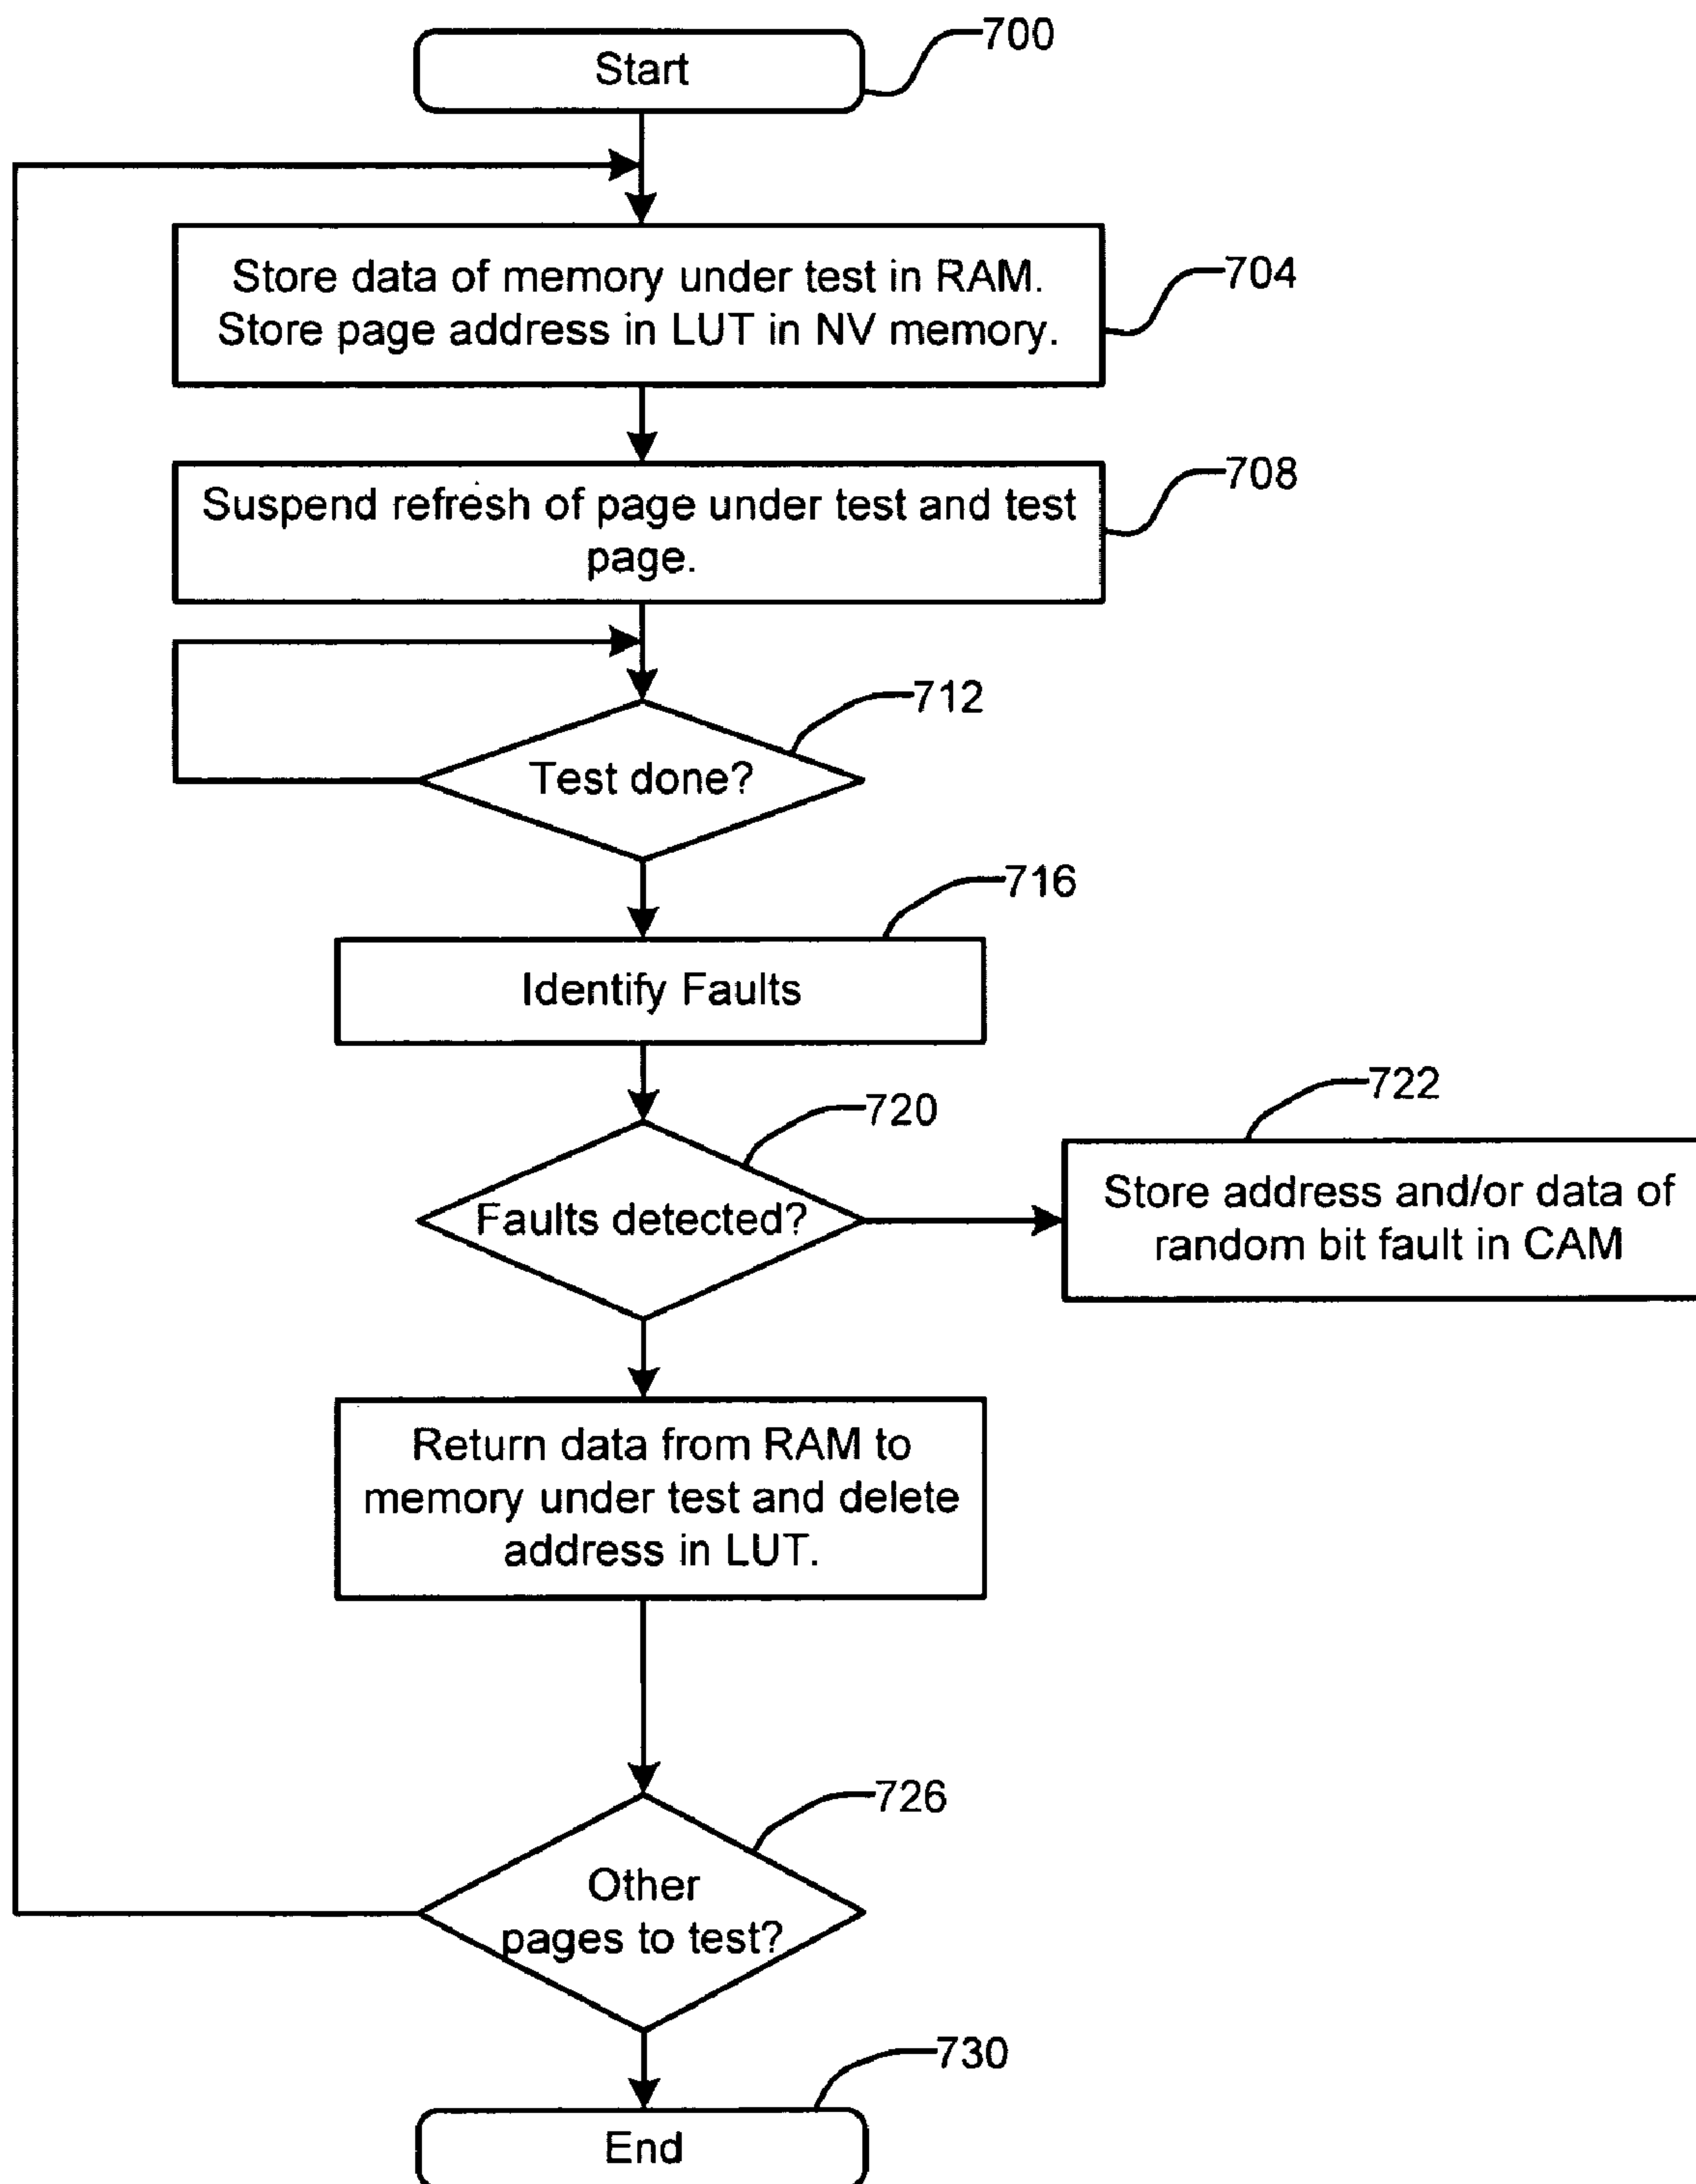 Start
700
Store data of memory under test in RAM.
Store page address in LUT in NV memory.
704
Suspend refresh of page under test and test
page.
708
712
Test done?
716
Identify Faults
720
Faults detected?
722
Store address and/or data of
random bit fault in CAM
Return data from RAM to
memory under test and delete
address in LUT.
726
Other
pages to test?
730
End